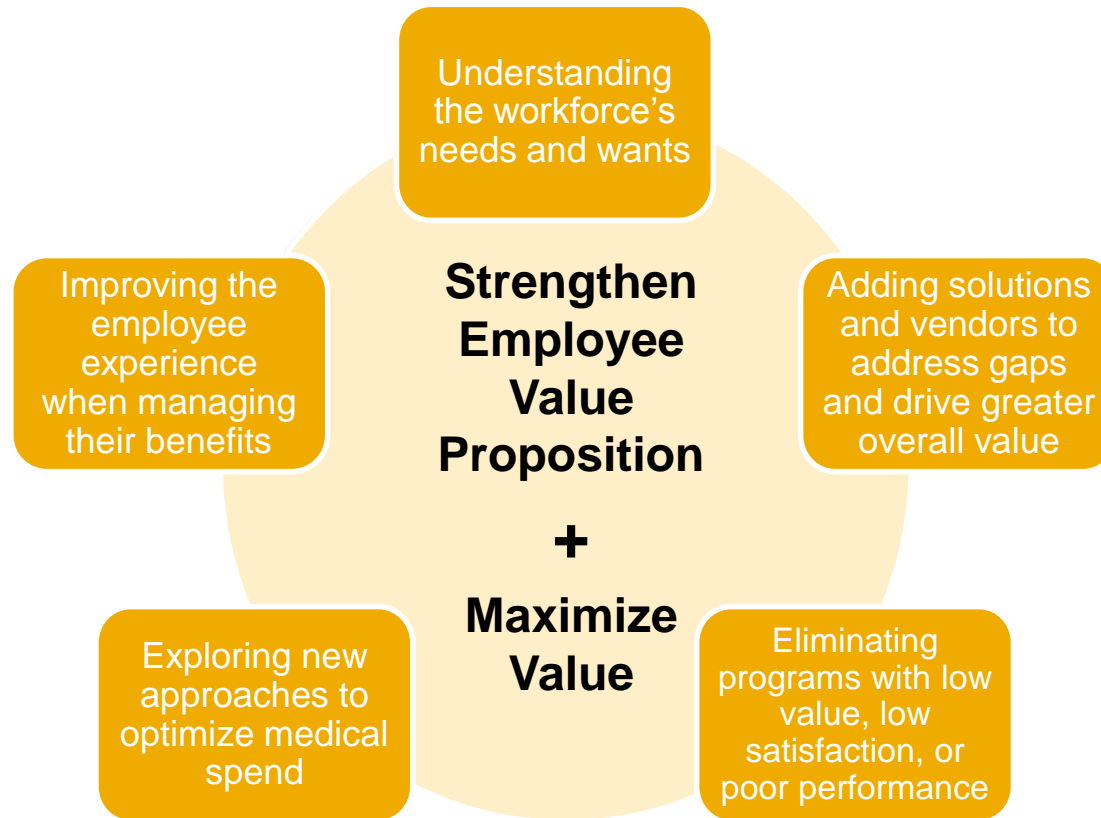 Understanding
the workforce’s
needs and wants
Strengthen
Employee
Value
Proposition
+
Maximize
Value
Adding solutions
and vendors to
address gaps
and drive greater
overall value
Eliminating
programs with low
value, low
satisfaction, or
poor performance
Exploring new
approaches to
optimize medical
spend
Improving the
employee
experience
when managing
their benefits